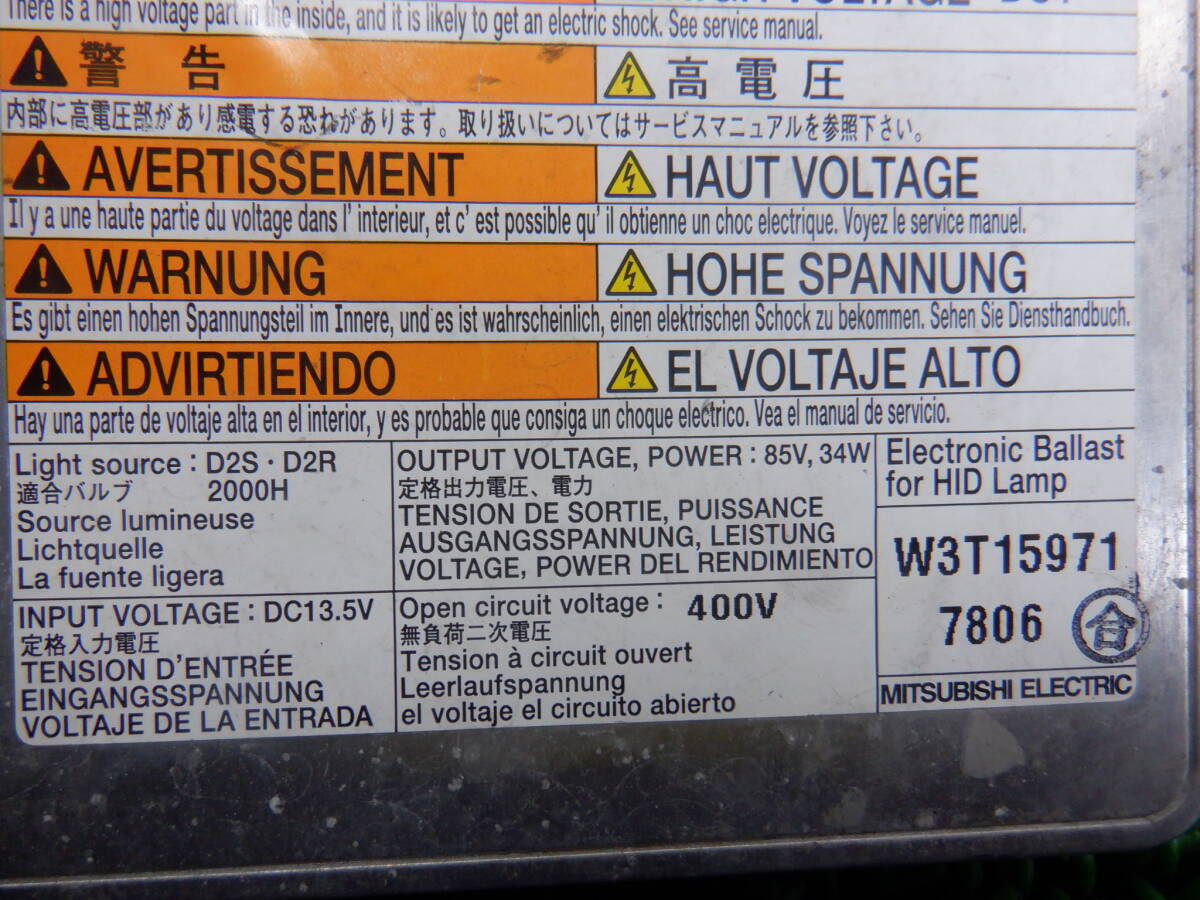 There is a high voltage part in the inside, and it is likely to get an electric shock. See service manual.
警告
高電圧
内部に高電圧部があり感電する恐れがあります。取り扱いについてはサービスマニュアルを参照下さい。
AVERTISSEMENT
HAUT VOLTAGE
Il y a une haute partie du voltage dans l' interieur, et c' est possible qu' il obtienne un choc electrique. Voyez le service manuel.
WARNUNG
HOHE SPANNUNG
Es gibt einen hohen Spannungsteil im Innere, und es ist wahrscheinlich, einen elektrischen Schock zu bekommen. Sehen Sie Diensthandbuch.
ADVIRTIENDO
EL VOLTAJE ALTO
Hay una parte de voltaje alta en el interior, y es probable que consiga un choque electrico. Vea el manual de servicio.
Light source : D2S · D2R
適合バルブ 2000H
Source lumineuse
Lichtquelle
La fuente ligera
INPUT VOLTAGE : DC13.5V
定格入力電圧
TENSION D'ENTRÉE
EINGANGSSPANNUNG
VOLTAJE DE LA ENTRADA
OUTPUT VOLTAGE, POWER : 85V, 34W
定格出力電圧、電力
TENSION DE SORTIE, PUISSANCE
AUSGANGSSPANNUNG, LEISTUNG
VOLTAGE, POWER DEL RENDIMIENTO
Open circuit voltage : 400V
無負荷二次電圧
Tension à circuit ouvert
Leerlaufspannung
el voltaje el circuito abierto
Electronic Ballast
for HID Lamp
W3T15971
7806 合
MITSUBISHI ELECTRIC